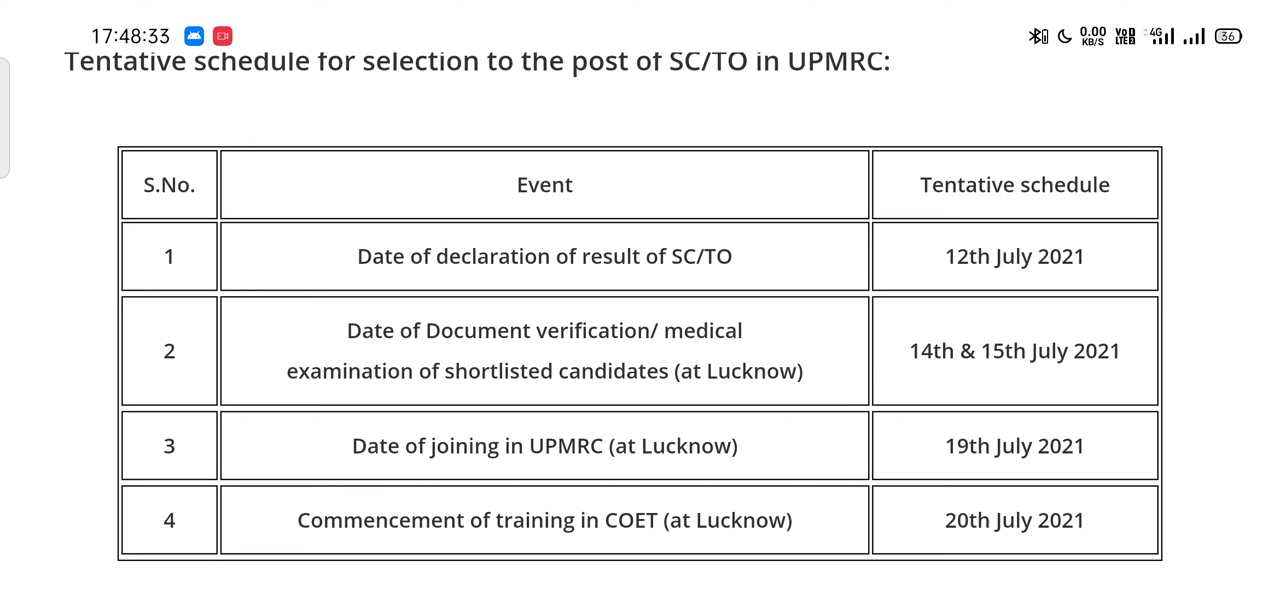 17:48:33
0.00 KB/S VoD LTE2 4G 36
Tentative schedule for selection to the post of SC/TO in UPMRC:
S.No. Event Tentative schedule
1 Date of declaration of result of SC/TO 12th July 2021
2 Date of Document verification/ medical
examination of shortlisted candidates (at Lucknow) 14th & 15th July 2021
3 Date of joining in UPMRC (at Lucknow) 19th July 2021
4 Commencement of training in COET (at Lucknow) 20th July 2021